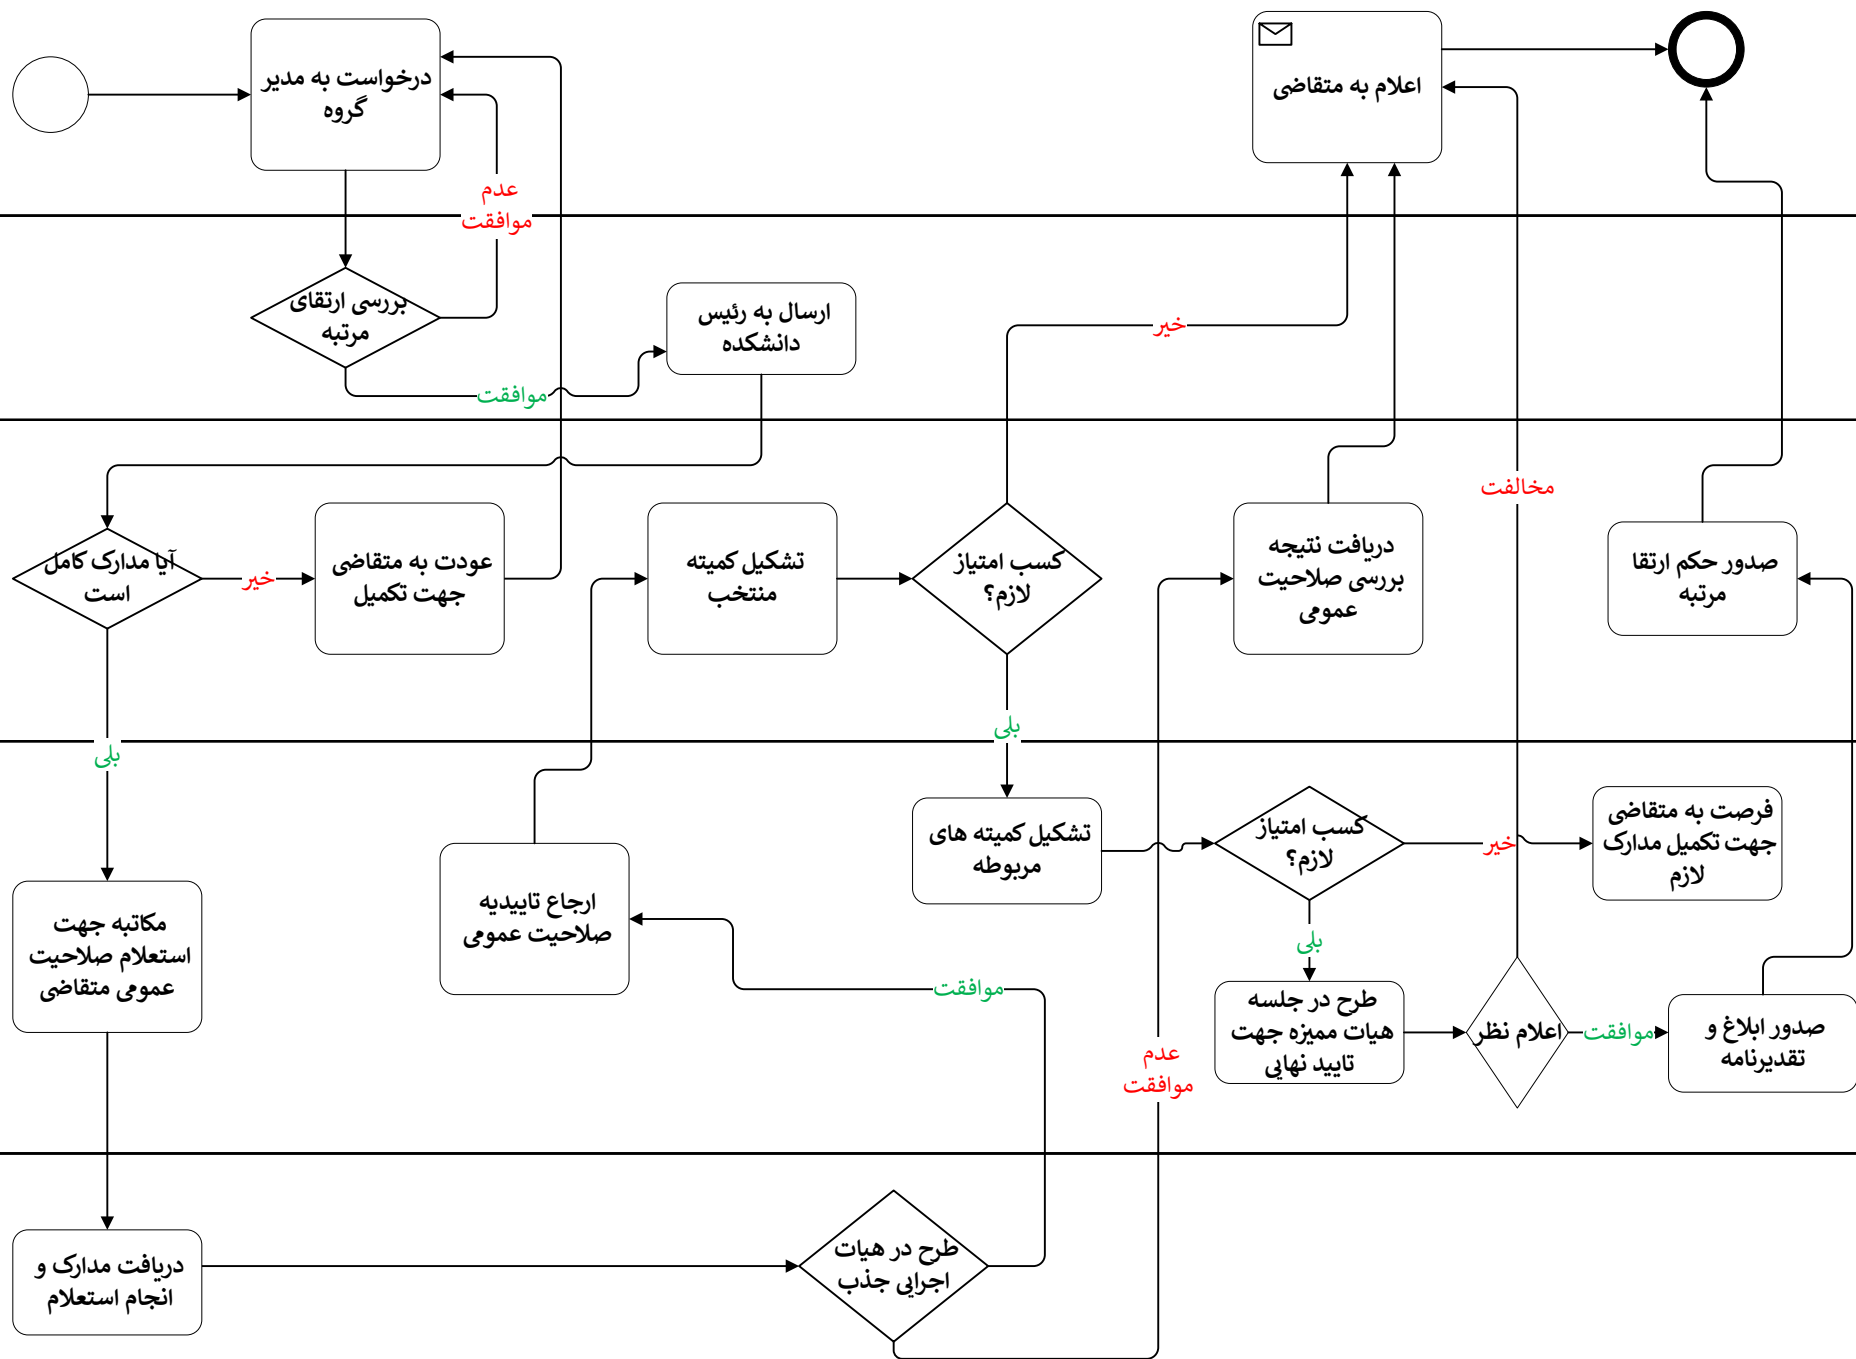 درخواست به مدیر
گروه
اعلام به متقاضی
عدم
موافقت
بررسی ارتقای
مرتبه
ارسال به رئیس
دانشکده
موافقت
خیر
مخالفت
آیا مدارک کامل
است
خیر
عودت به متقاضی
جهت تکمیل
تشکیل کمیته
منتخب
کسب امتیاز
لازم؟
دریافت نتیجه
بررسی صلاحیت
عمومی
صدور حکم ارتقا
مرتبه
بلی
بلی
مکاتبه جهت
استعلام صلاحیت
عمومی متقاضی
ارجاع تاییدیه
صلاحیت عمومی
تشکیل کمیته های
مربوطه
کسب امتیاز
لازم؟
خیر
فرصت به متقاضی
جهت تکمیل مدارک
لازم
بلی
موافقت
عدم
موافقت
طرح در جلسه
هیات ممیزه جهت
تایید نهایی
اعلام نظر
موافقت
صدور ابلاغ و
تقدیرنامه
دریافت مدارک و
انجام استعلام
طرح در هیات
اجرایی جذب